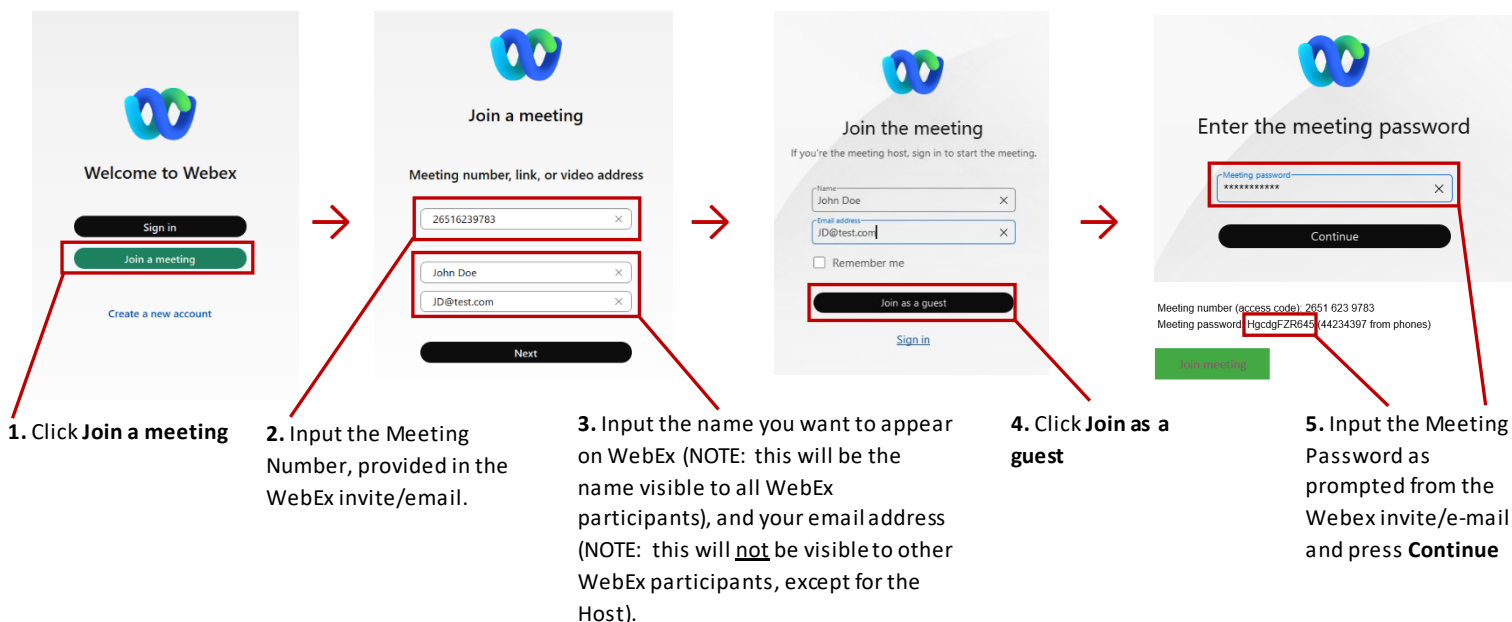 Welcome to Webex
Sign in
Join a meeting
Create a new account
Join a meeting
Meeting number, link, or video address
26516239783
John Doe
JD@test.com
Next
Join the meeting
If you're the meeting host, sign in to start the meeting.
Name
John Doe
Email address
JD@test.com
Remember me
Join as a guest
Sign in
Enter the meeting password
Meeting password
***********
Continue
Meeting number (access code): 2651 623 9783
Meeting password: HgcdgFZR645 (44234397 from phones)
Join meeting
1. Click Join a meeting
2. Input the Meeting
Number, provided in the
WebEx invite/email.
3. Input the name you want to appear
on WebEx (NOTE: this will be the
name visible to all WebEx
participants), and your email address
(NOTE: this will not be visible to other
WebEx participants, except for the
Host).
4. Click Join as a
guest
5. Input the Meeting
Password as
prompted from the
Webex invite/e-mail
and press Continue